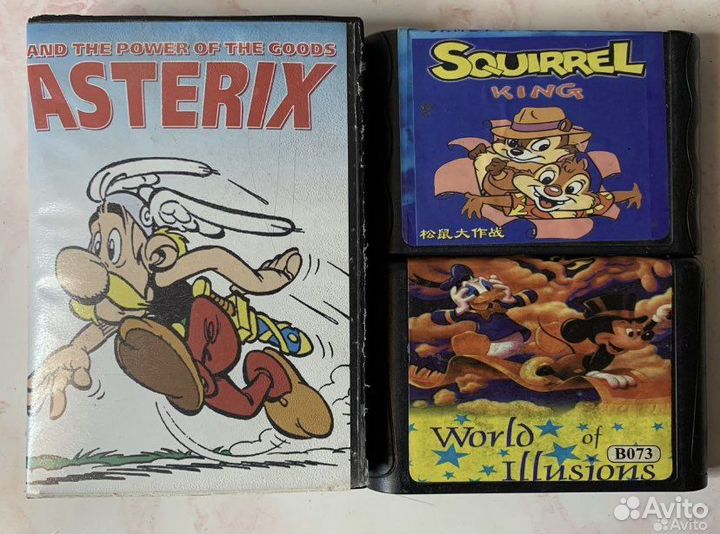 AND THE POWER OF THE GOODS
ASTERIX
SQUIRREL
KING
松鼠大作战
World of
Illusions
B073
Avito
Avito